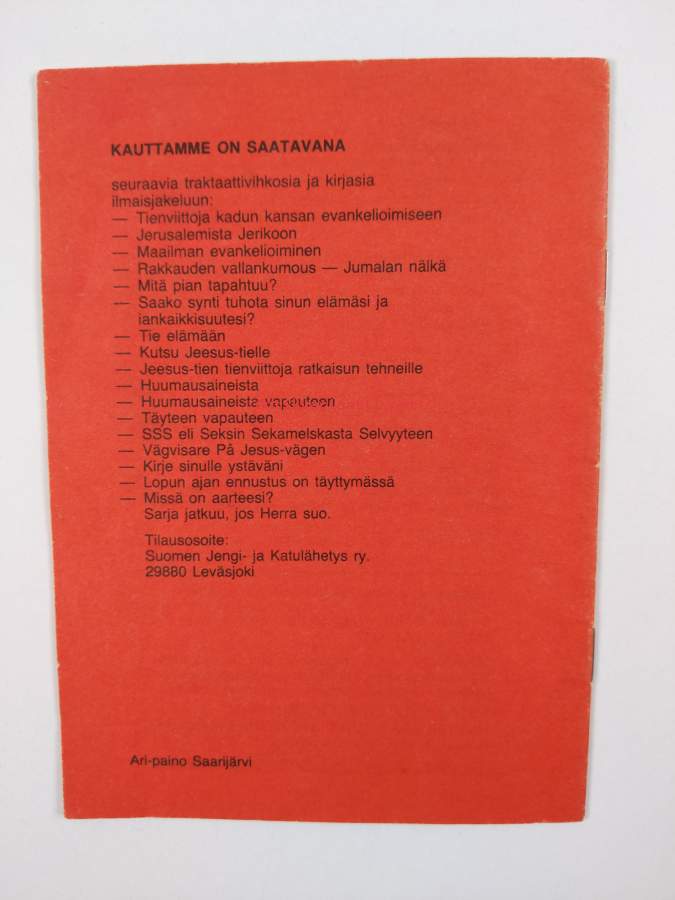 KAUTTAMME ON SAATAVANA
seuraavia traktaattivihkosia ja kirjasia
ilmaisjakeluun:
— Tienviittoja kadun kansan evankelioimiseen
— Jerusalemista Jerikoon
— Maailman evankelioiminen
— Rakkauden vallankumous — Jumalan nälkä
— Mitä pian tapahtuu?
— Saako synti tuhota sinun elämäsi ja
iankaikkisuutesi?
— Tie elämään
— Kutsu Jeesus-tielle
— Jeesus-tien tienviittoja ratkaisun tehneille
— Huumausaineista
— Huumausaineista vapauteen
— Täyteen vapauteen
— SSS eli Seksin Sekamelskasta Selvyyteen
— Vägvisare På Jesus-vägen
— Kirje sinulle ystäväni
— Lopun ajan ennustus on täyttymässä
— Missä on aarteesi?
Sarja jatkuu, jos Herra suo.
Tilausosoite:
Suomen Jengi- ja Katulähetys ry.
29880 Leväsjoki
Ari-paino Saarijärvi